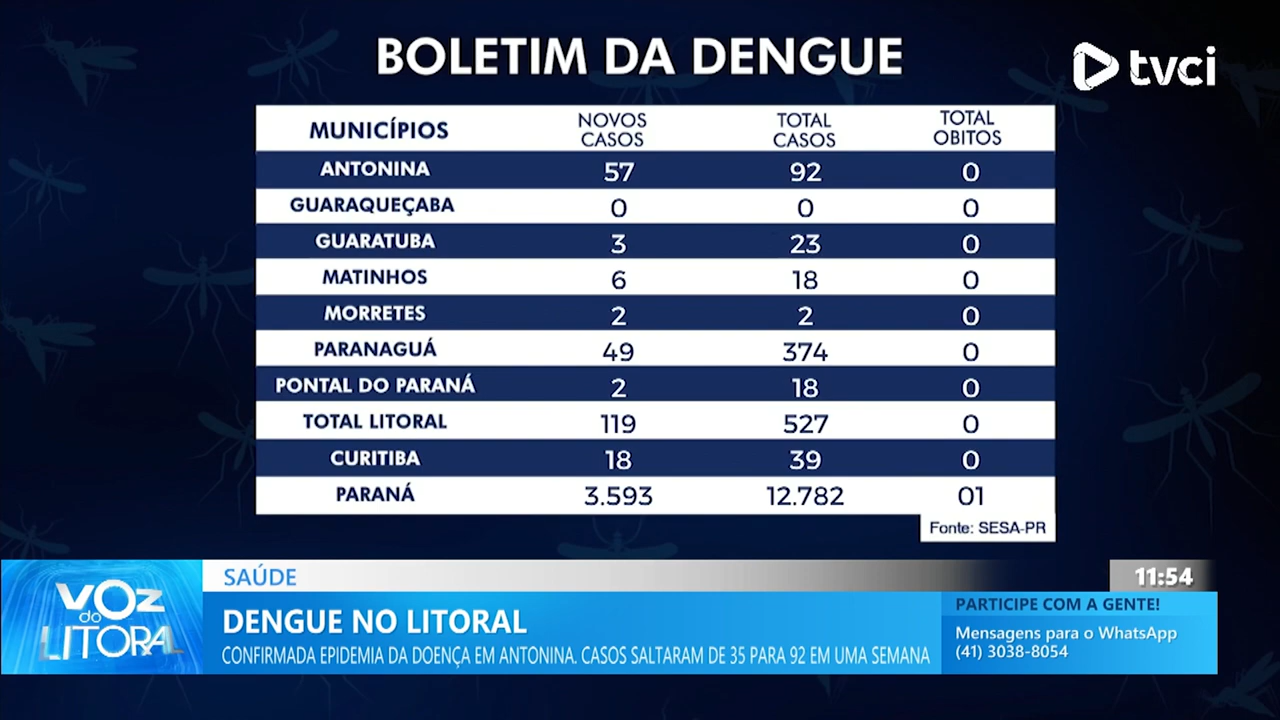 BOLETIM DA DENGUE
tvci
MUNICÍPIOS NOVOS CASOS TOTAL CASOS TOTAL OBITOS
ANTONINA 57 92 0
GUARAQUEÇABA 0 0 0
GUARATUBA 3 23 0
MATINHOS 6 18 0
MORRETES 2 2 0
PARANAGUÁ 49 374 0
PONTAL DO PARANÁ 2 18 0
TOTAL LITORAL 119 527 0
CURITIBA 18 39 0
PARANÁ 3.593 12.782 01
Fonte: SESA-PR
VOZ
do
LITORAL
SAÚDE
11:54
DENGUE NO LITORAL
CONFIRMADA EPIDEMIA DA DOENÇA EM ANTONINA. CASOS SALTARAM DE 35 PARA 92 EM UMA SEMANA
PARTICIPE COM A GENTE!
Mensagens para o WhatsApp
(41) 3038-8054